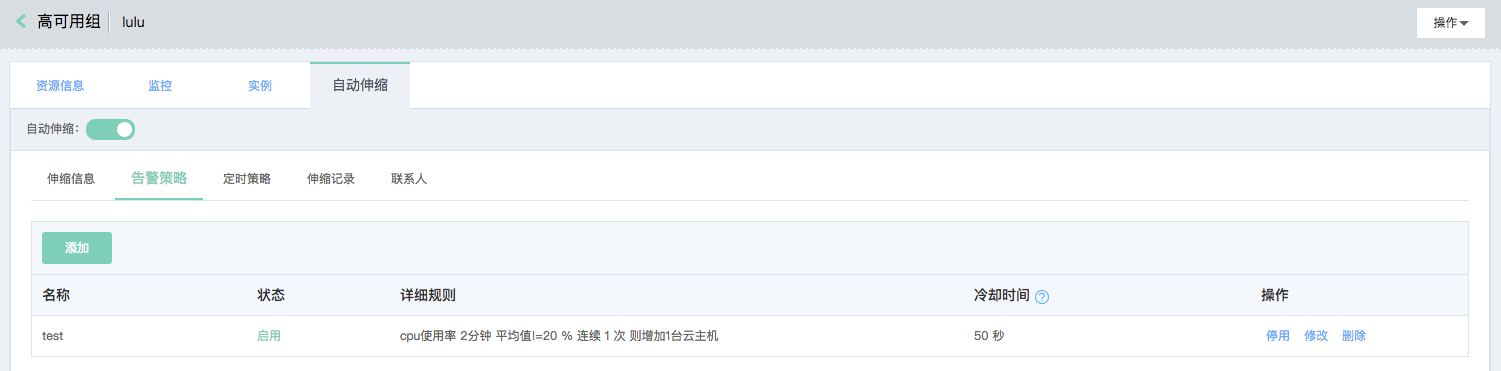 高可用组 lulu 操作
资源信息 监控 实例 自动伸缩
自动伸缩：
伸缩信息 告警策略 定时策略 伸缩记录 联系人
添加
名称 状态 详细规则 冷却时间 ? 操作
test 启用 cpu使用率 2分钟 平均值!=20 % 连续 1 次 则增加1台云主机 50 秒 停用 修改 删除